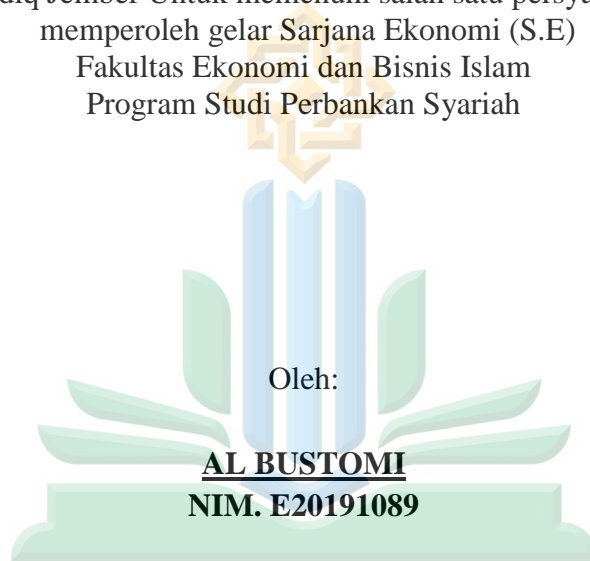 Jember Untuk memenuhi salah satu
memperoleh gelar Sarjana Ekonomi (S.E)
Fakultas Ekonomi dan Bisnis Islam
Program Studi Perbankan Syariah
Oleh:
AL BUSTOMI
NIM. E20191089